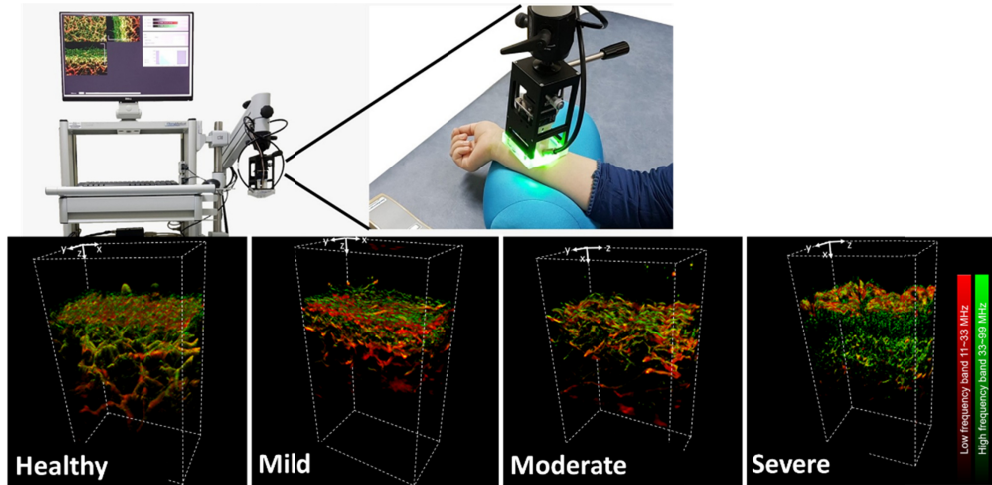 y x
z
y x
z
y z
x
y z
x
Healthy
Mild
Moderate
Severe
Low frequency band 11–33 MHz
High frequency band 33–99 MHz